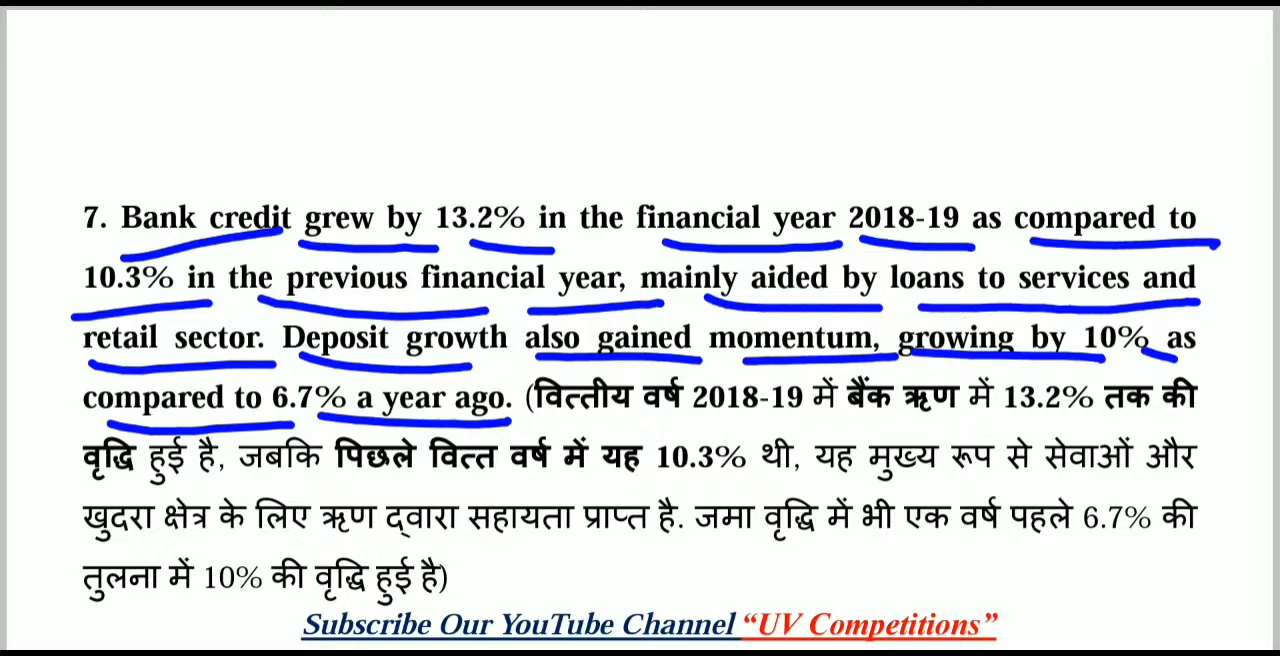 7. Bank credit grew by 13.2% in the financial year 2018-19 as compared to
10.3% in the previous financial year, mainly aided by loans to services and
retail sector. Deposit growth also gained momentum, growing by 10% as
compared to 6.7% a year ago. (वित्तीय वर्ष 2018-19 में बैंक ऋण में 13.2% तक की
वृद्धि हुई है, जबकि पिछले वित्त वर्ष में यह 10.3% थी, यह मुख्य रूप से सेवाओं और
खुदरा क्षेत्र के लिए ऋण द्वारा सहायता प्राप्त है. जमा वृद्धि में भी एक वर्ष पहले 6.7% की
तुलना में 10% की वृद्धि हुई है)
Subscribe Our YouTube Channel “UV Competitions”